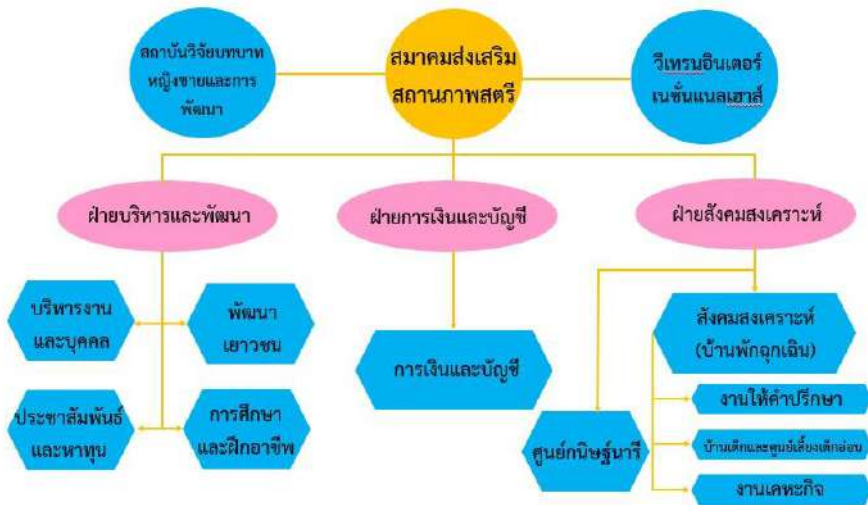 สถาบันวิจัยบทบาท
หญิงชายและการ
พัฒนา
สมาคมส่งเสริม
สถานภาพสตรี
วีเทรนอินเตอร์
เนชั่นแนลเฮาส์
ฝ่ายบริหารและพัฒนา
ฝ่ายการเงินและบัญชี
ฝ่ายสังคมสงเคราะห์
บริหารงาน
และบุคคล
พัฒนา
เยาวชน
ประชาสัมพันธ์
และหาทุน
การศึกษา
และฝึกอาชีพ
การเงินและบัญชี
สังคมสงเคราะห์
(บ้านพักฉุกเฉิน)
ศูนย์กนิษฐ์นารี
งานให้คำปรึกษา
บ้านเด็กและศูนย์เลี้ยงเด็กอ่อน
งานเคหะกิจ